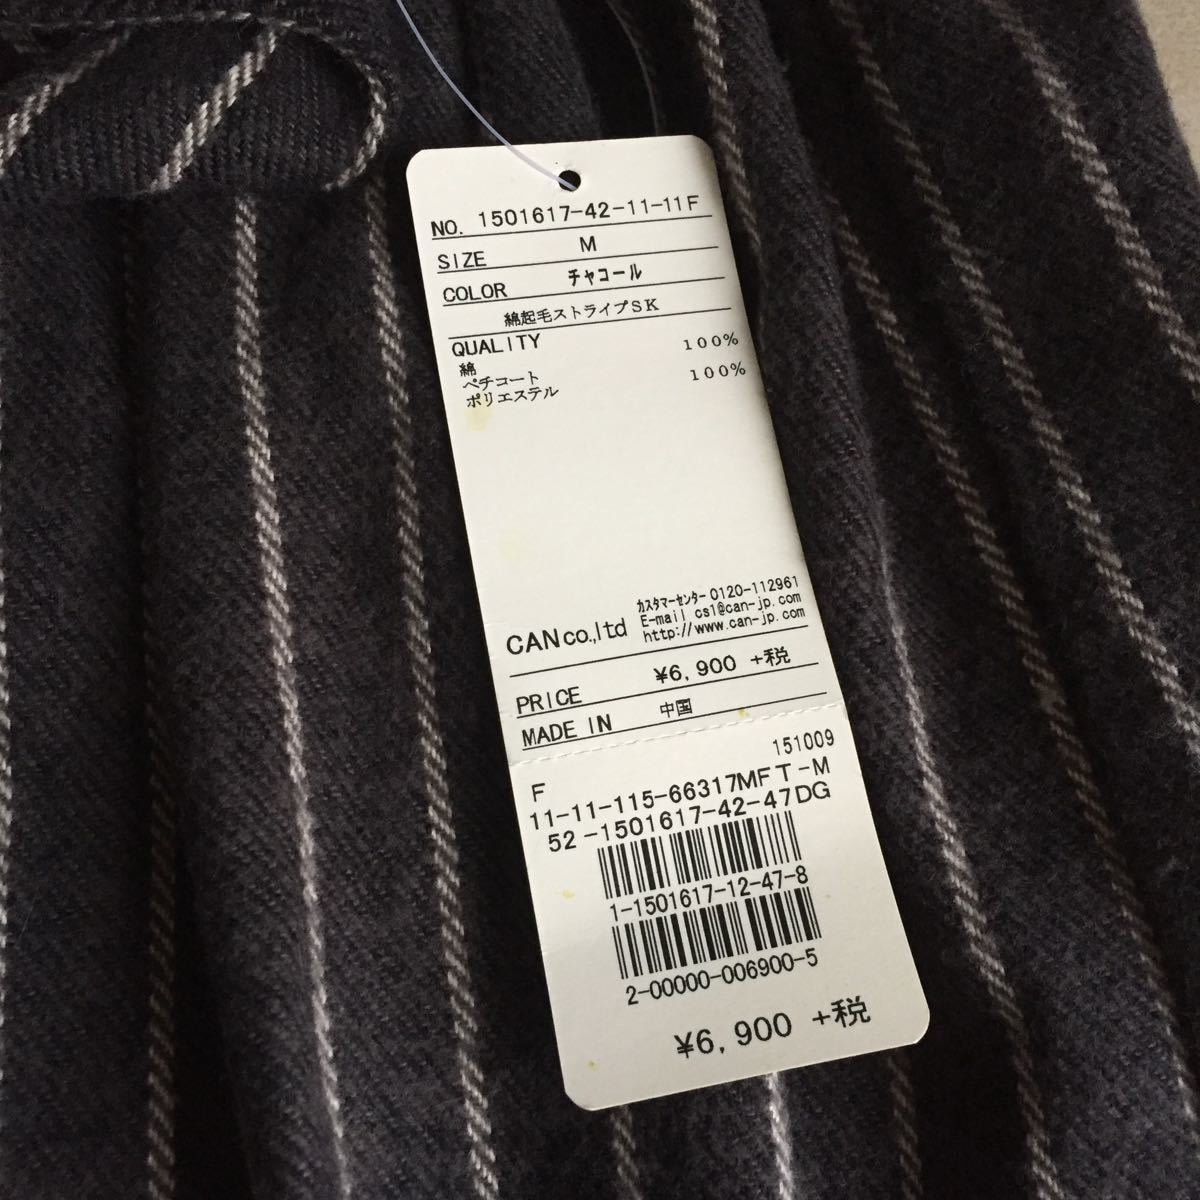 NO. 1501617-42-11-11F
SIZE M
COLOR チャコール
綿起毛ストライプSK
QUALITY
綿 100%
ペチコート
ポリエステル 100%
カスタマーセンター 0120-112961
E-mail cs1@can-jp.com
http://www.can-jp.com
CAN co.,ltd
PRICE ¥6,900 +税
MADE IN 中国
151009
F
11-11-115-66317MFT-M
52-1501617-42-47DG
1-1501617-12-47-8
2-00000-006900-5
¥6,900 +税